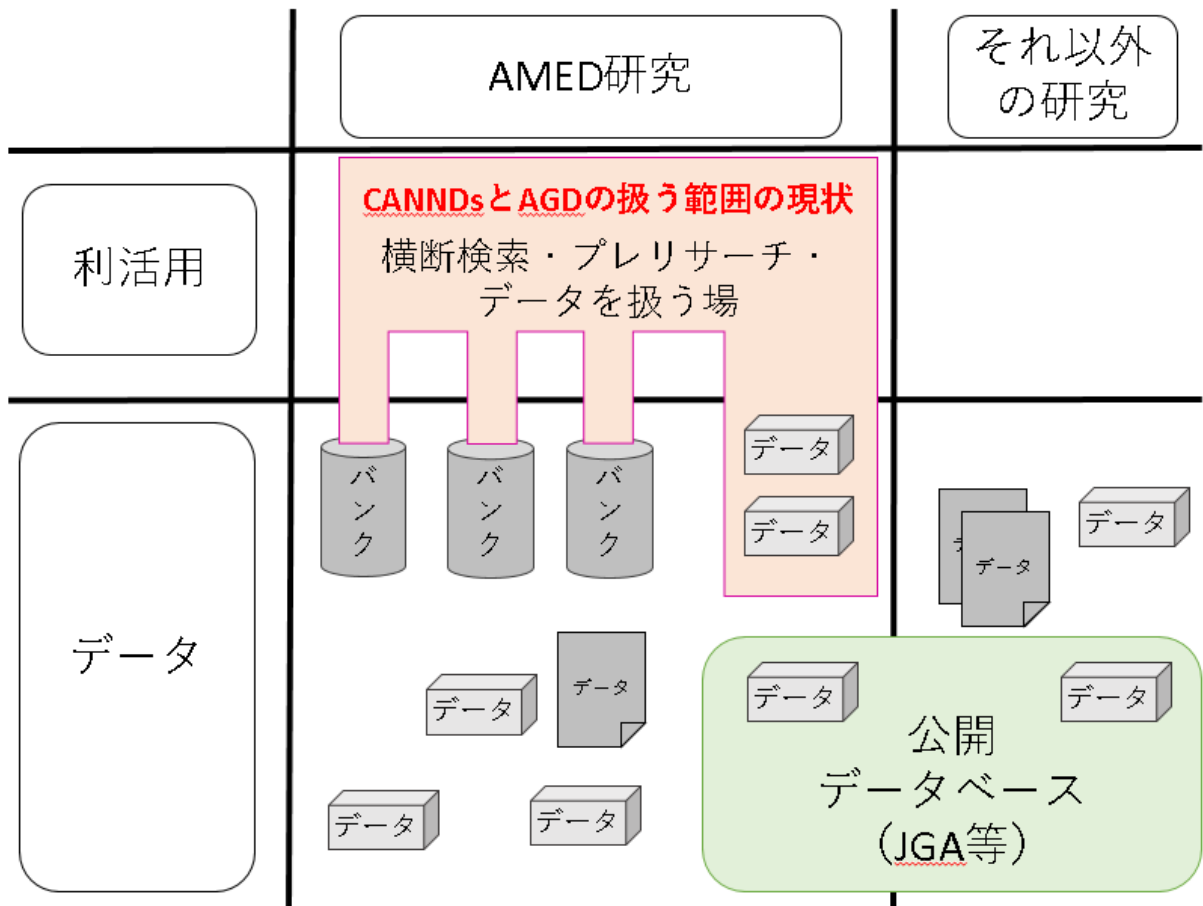 AMED研究
それ以外
の研究
利活用
CANNDsとAGDの扱う範囲の現状
横断検索・プレリサーチ・
データを扱う場
データ
バンク
バンク
バンク
データ
データ
データ
データ
データ
データ
データ
データ
データ
データ
データ
公開
データベース
(JGA等)